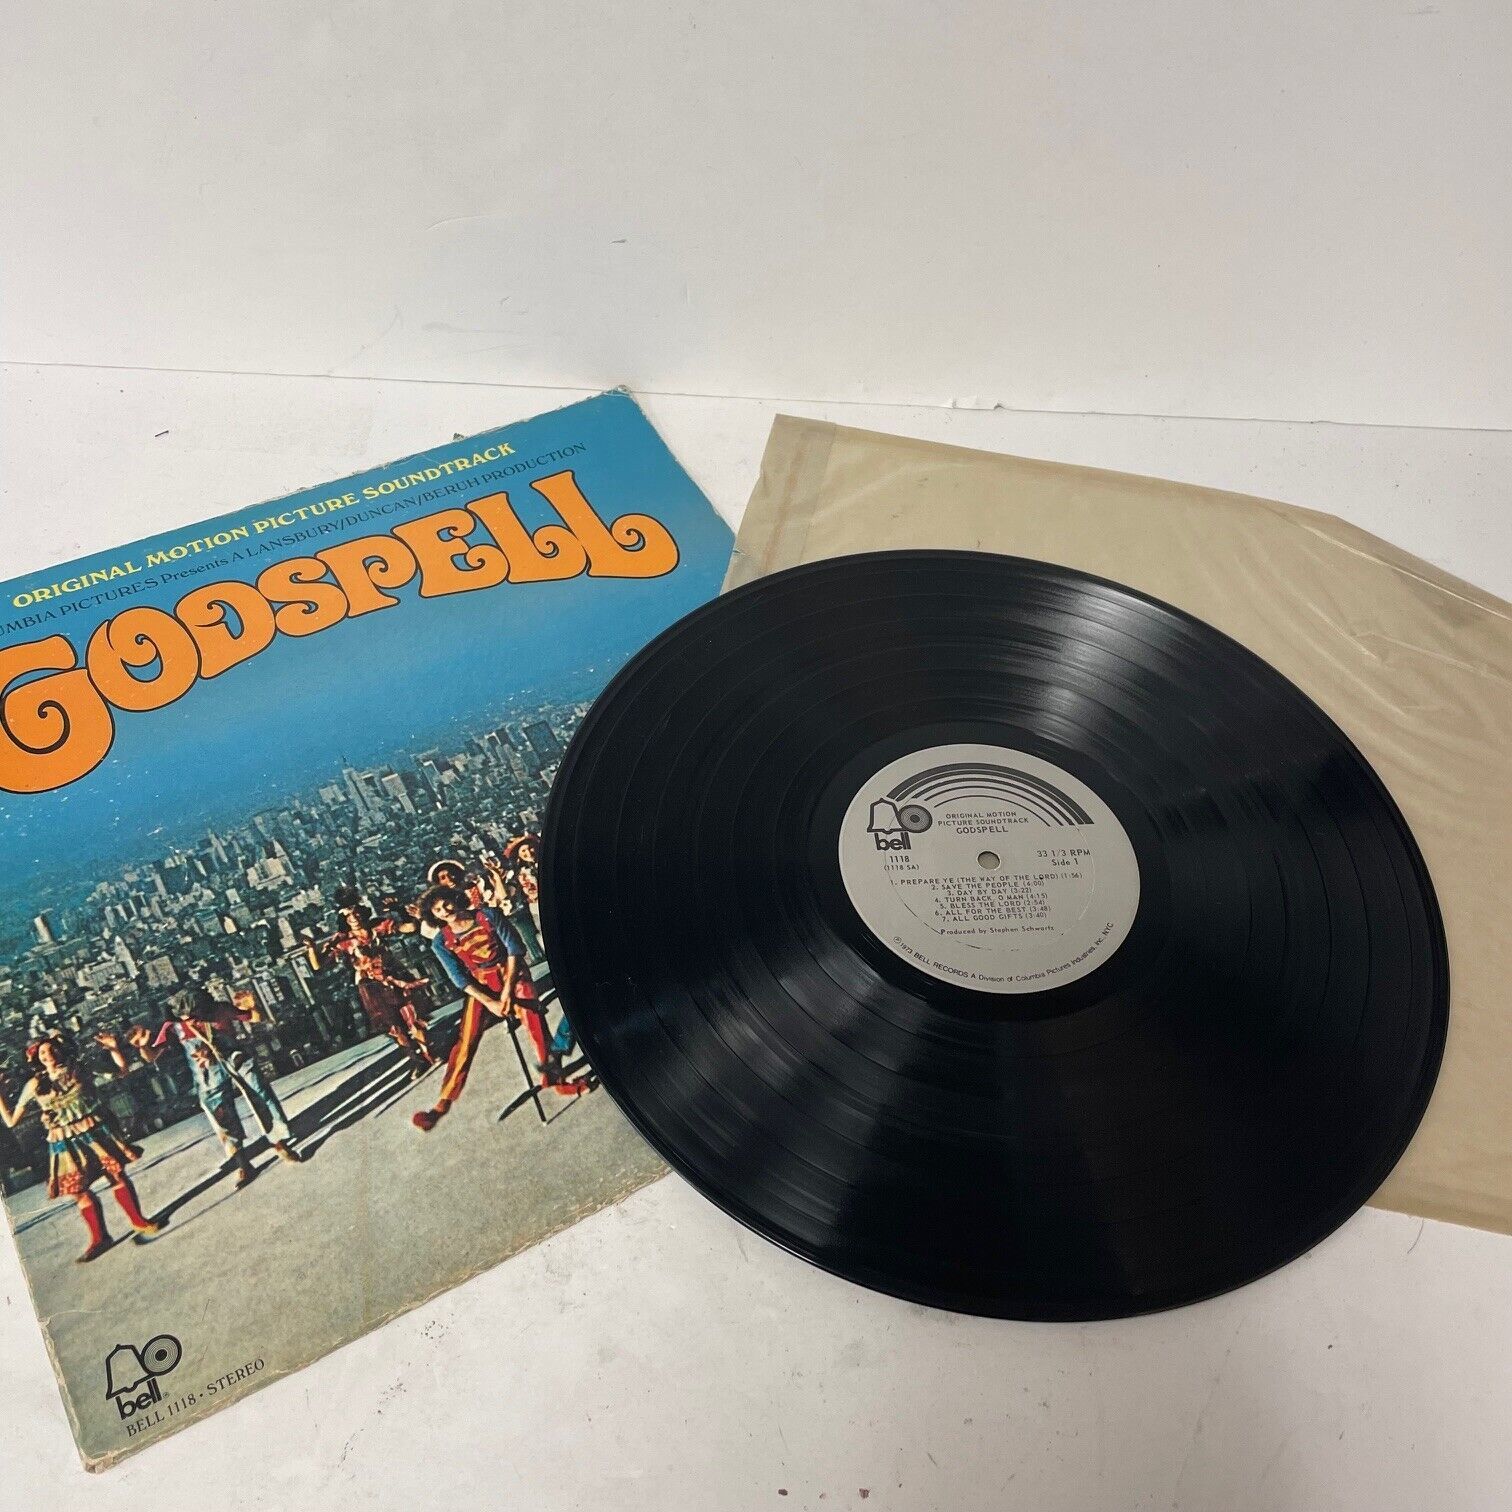 ORIGINAL MOTION PICTURE SOUNDTRACK
UMBIA PICTURES Presents A LANSBURY/DUNCAN/BERUH PRODUCTION
GODSPELL
bell
BELL 1118 • STEREO
bell
ORIGINAL MOTION
PICTURE SOUNDTRACK
GODSPELL
1118
(1118 SA)
33 1/3 RPM
Side 1
1. PREPARE YE (THE WAY OF THE LORD) (1:56)
2. SAVE THE PEOPLE (4:00)
3. DAY BY DAY (3:22)
4. TURN BACK, O MAN (4:15)
5. BLESS THE LORD (2:54)
6. ALL FOR THE BEST (3:48)
7. ALL GOOD GIFTS (3:40)
Produced by Stephen Schwartz
℗ 1973 BELL RECORDS A Division of Columbia Pictures Industries, Inc. NYC